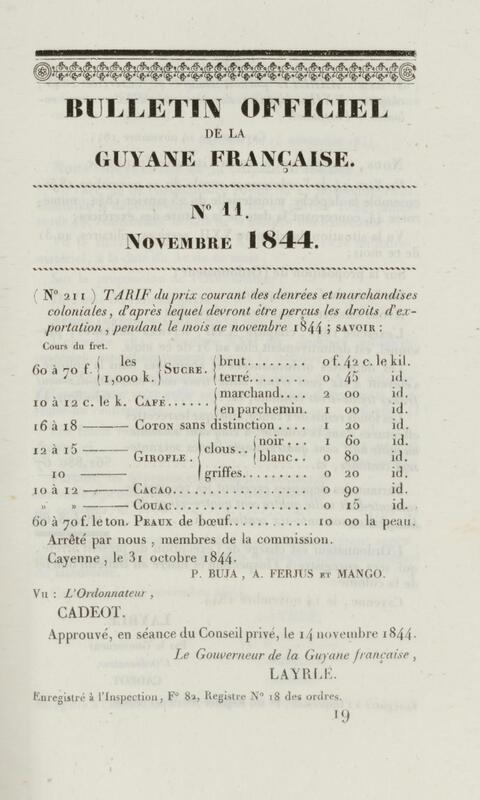 BULLETIN OFFICIEL
DE LA
GUYANE FRANÇAISE.
N° 11.
NOVEMBRE 1844.
( N° 211 ) TARIF du prix courant des denrées et marchandises
coloniales, d'après lequel devront être perçus les droits d'ex-
portation , pendant le mois ae novembre 1844 ; SAVOIR :
Cours du fret.
60 à 70 f. { les 1,000 k. } SUCRE. { brut........ 0 f. 42 c. le kil.
{ terré........ 0 45 id.
10 à 12 c. le k. CAFÉ...... { marchand.... 2 00 id.
{ en parchemin. 1 00 id.
16 à 18 ——— COTON sans distinction .... 1 20 id.
12 à 15 ——— GIROFLE . { clous.. { noir ... 1 60 id.
{ blanc.. 0 80 id.
10 ——— { griffes........ 0 20 id.
10 à 12 ——— CACAO.................... 0 90 id.
» » ——— COUAC.................... 0 15 id.
60 à 70 f. le ton. PEAUX de bœuf............ 10 00 la peau.
Arrêté par nous , membres de la commission.
Cayenne , le 31 octobre 1844.
P. BUJA , A. FERJUS ET MANGO.
Vu : L'Ordonnateur ,
CADEOT.
Approuvé, en séance du Conseil privé, le 14 novembre 1844.
Le Gouverneur de la Guyane française ,
LAYRLE.
Enregistré à l'Inspection , F° 82, Registre N° 18 des ordres.
19